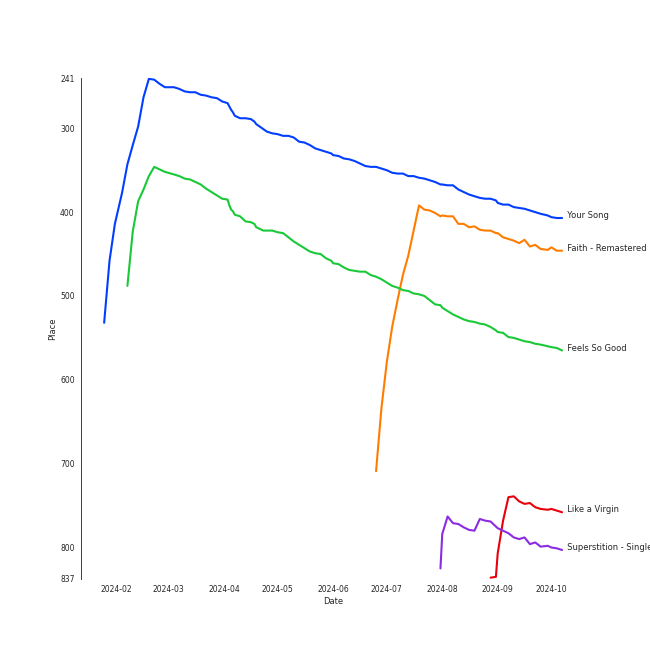 241
300
400
500
600
700
800
837
Place
2024-02 2024-03 2024-04 2024-05 2024-06 2024-07 2024-08 2024-09 2024-10
Date
Your Song
Faith - Remastered
Feels So Good
Like a Virgin
Superstition - Single